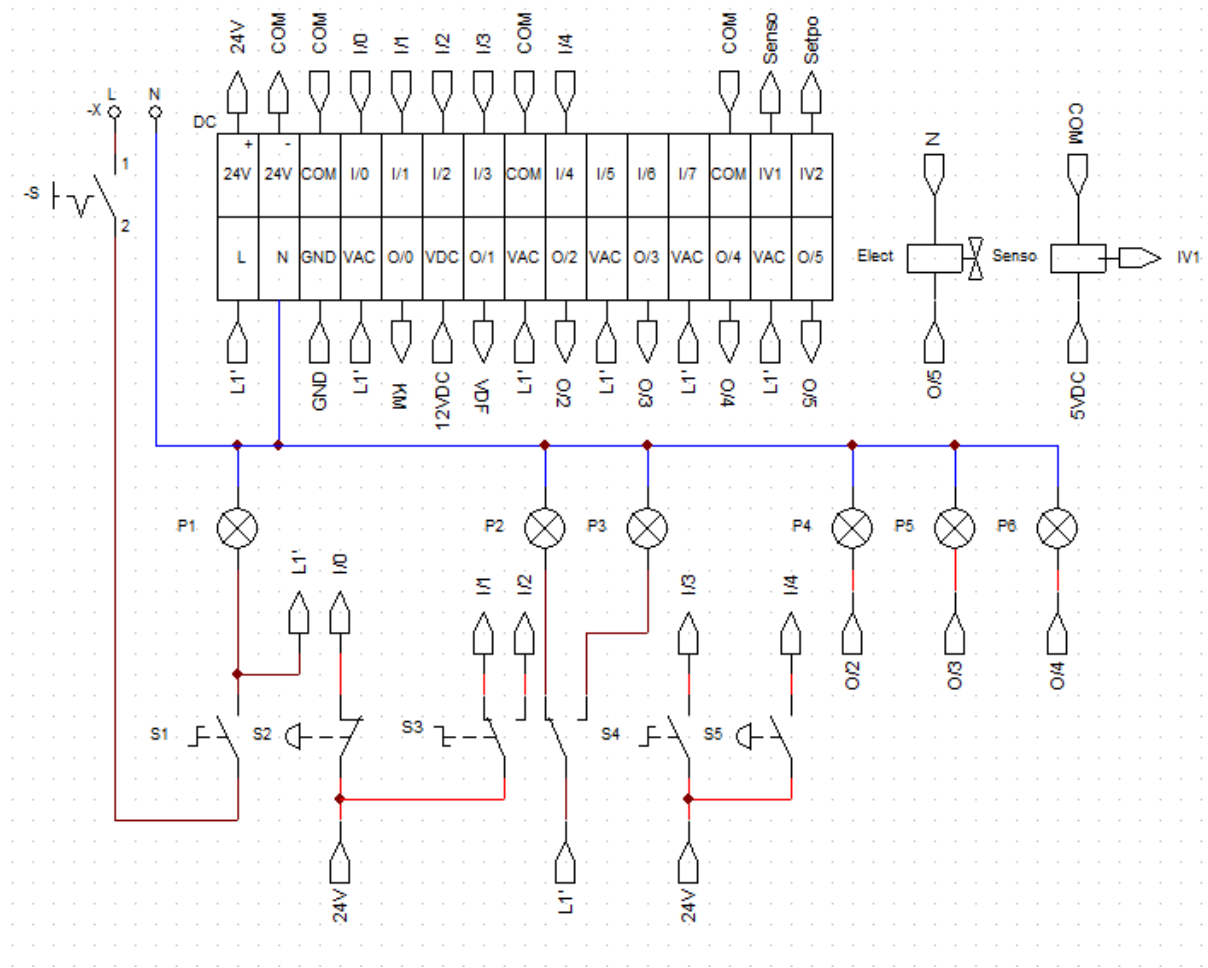 24V COM COM I/0 I/1 I/2 I/3 COM I/4 COM Senso Setpo
L N
-X
DC
+ -
24V 24V COM I/0 I/1 I/2 I/3 COM I/4 I/5 I/6 I/7 COM IV1 IV2
N COM
1
-S
2
L N GND VAC O/0 VDC O/1 VAC O/2 VAC O/3 VAC O/4 VAC O/5
Elect Senso IV1
L1' GND L1' KM 12VDC VDF L1' O/2 L1' O/3 L1' O/4 L1' O/5
O/5 5VDC
P1 P2 P3 P4 P5 P6
L1' I/0 I/1 I/2 I/3 I/4
O/2 O/3 O/4
S1 S2 S3 S4 S5
24V L1' 24V